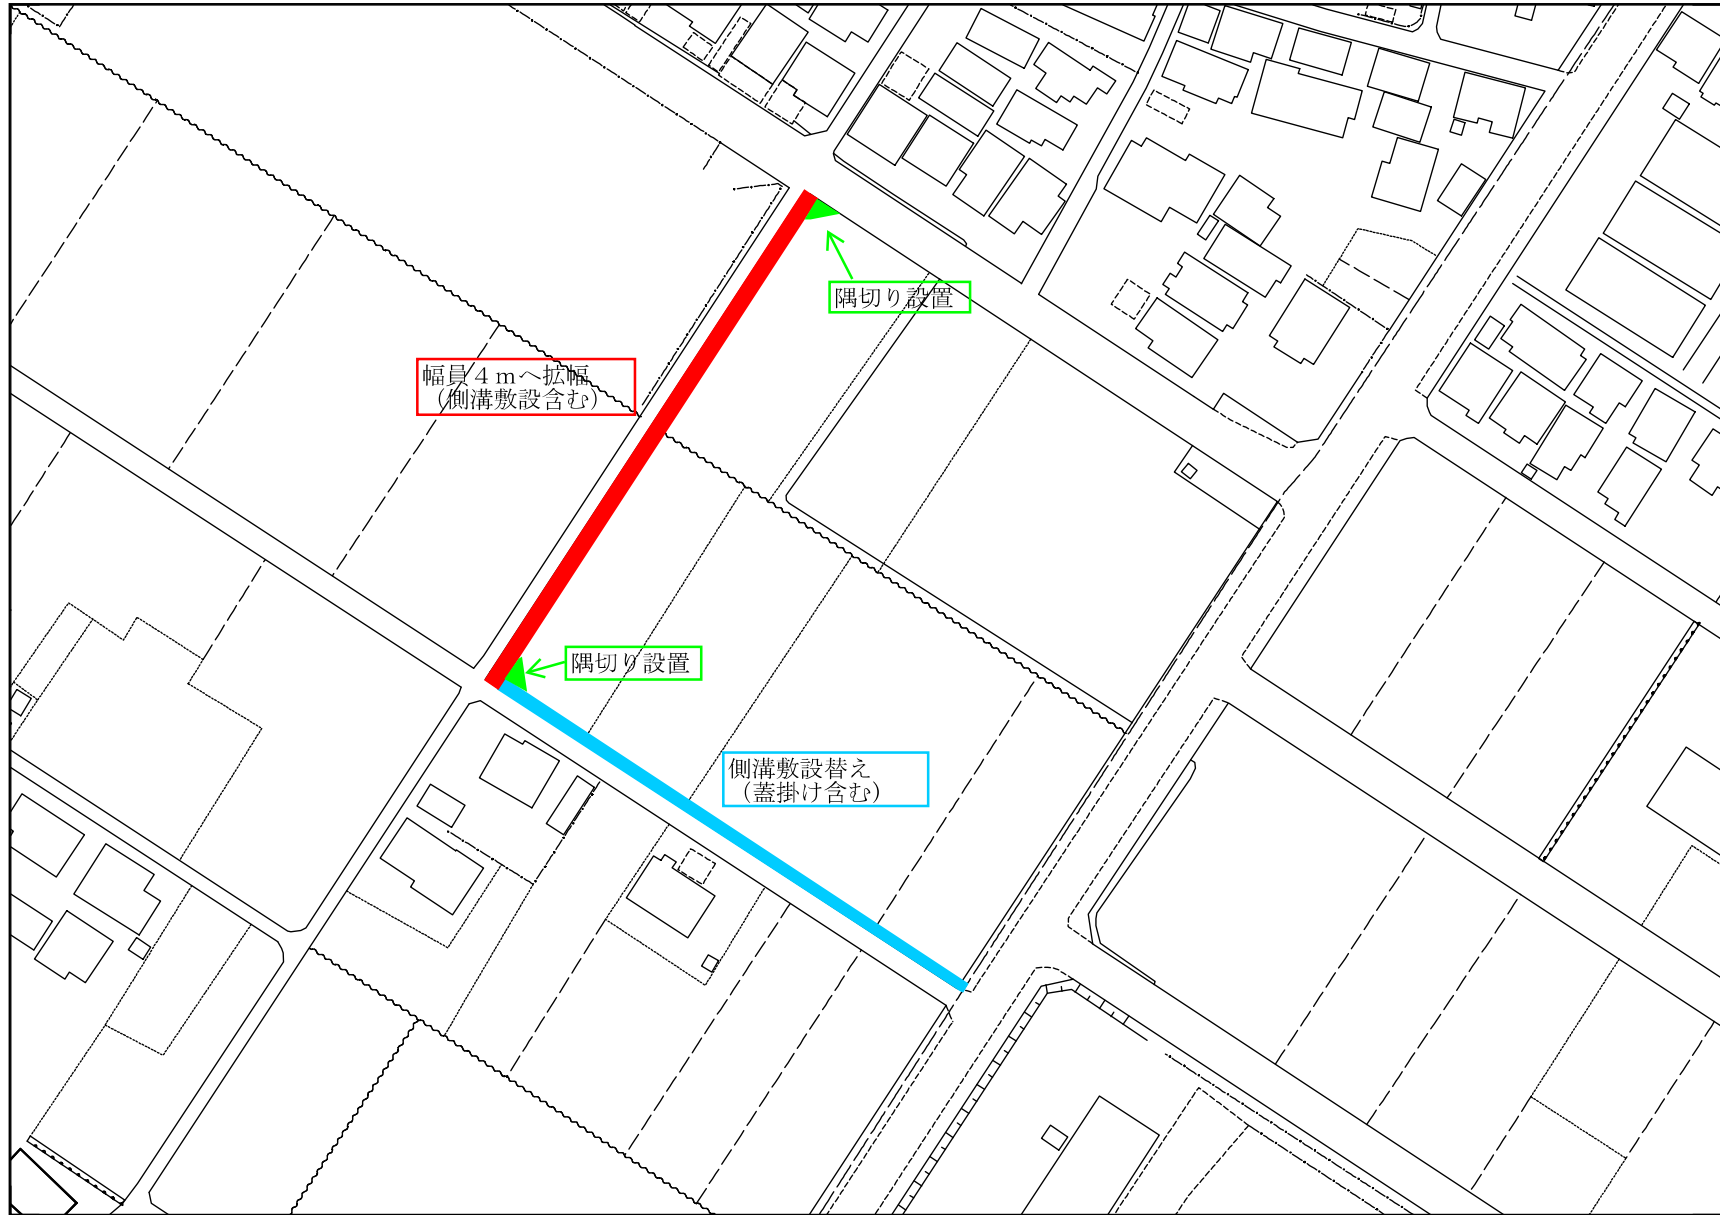 隅切り設置
幅員４ｍへ拡幅
（側溝敷設含む）
隅切り設置
側溝敷設替え
（蓋掛け含む）